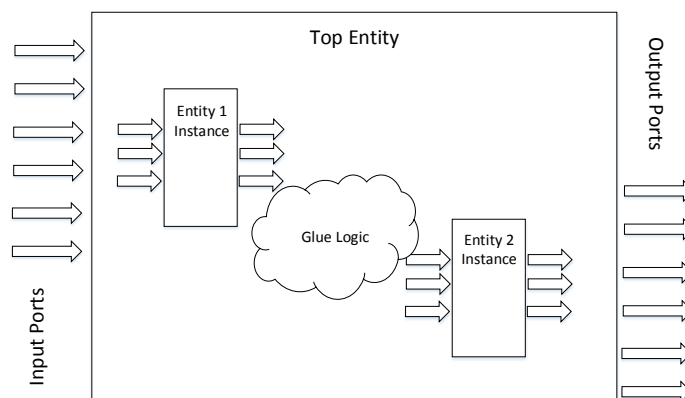 Top Entity
Output Ports
Entity 1
Instance
Glue Logic
Entity 2
Instance
Input Ports